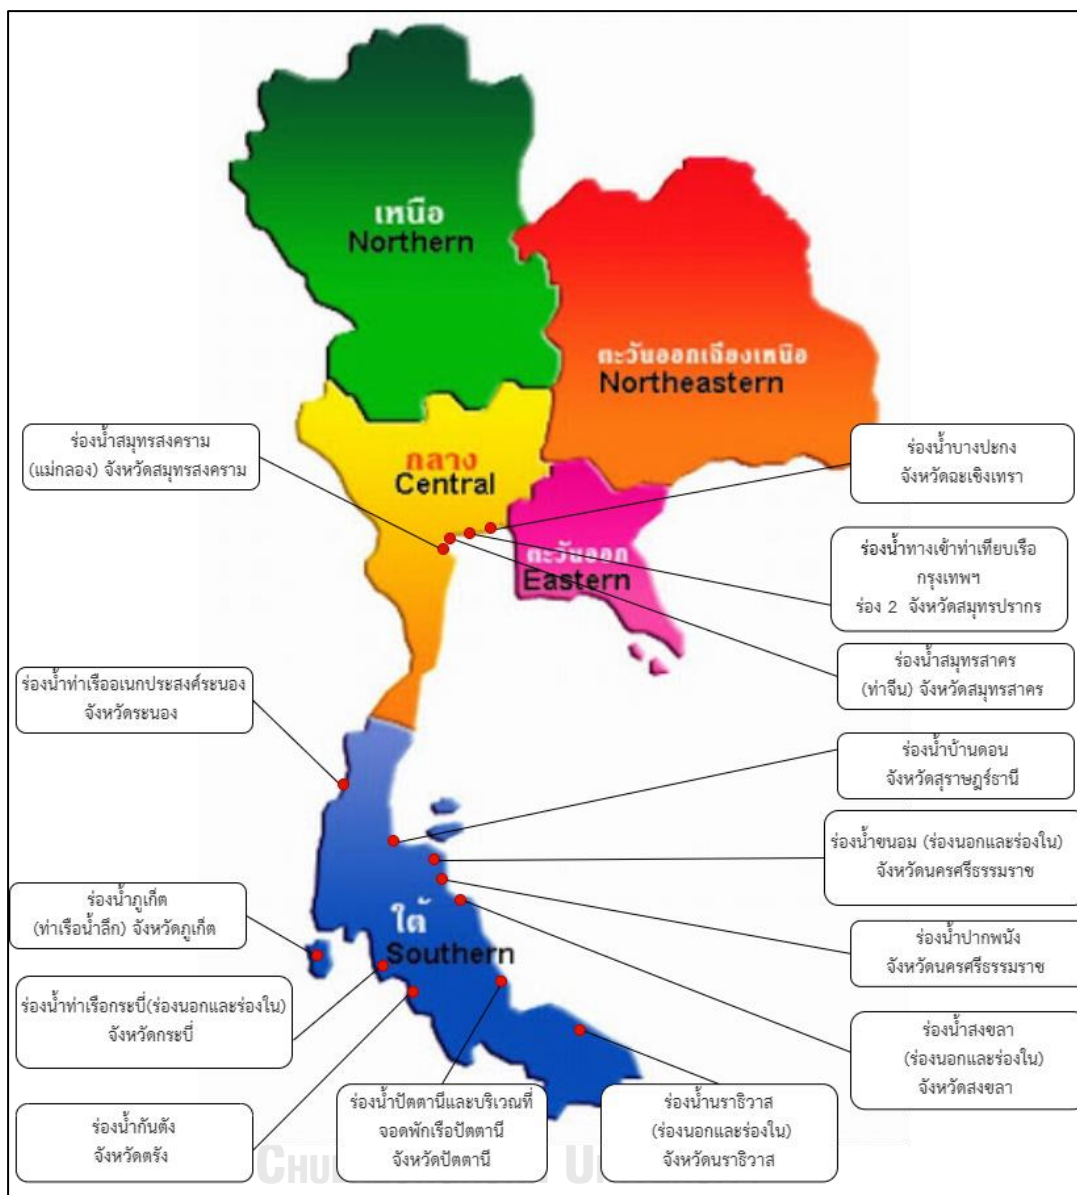 เหนือ
Northern
ตะวันออกเฉียงเหนือ
Northeastern
กลาง
Central
ตะวันออก
Eastern
ใต้
Southern
ร่องน้ำสมุทรสงคราม
(แม่กลอง) จังหวัดสมุทรสงคราม
ร่องน้ำบางปะกง
จังหวัดฉะเชิงเทรา
ร่องน้ำทางเข้าท่าเทียบเรือ
กรุงเทพฯ
ร่อง 2 จังหวัดสมุทรปรากร
ร่องน้ำสมุทรสาคร
(ท่าจีน) จังหวัดสมุทรสาคร
ร่องน้ำท่าเรืออเนกประสงค์ระนอง
จังหวัดระนอง
ร่องน้ำบ้านดอน
จังหวัดสุราษฎร์ธานี
ร่องน้ำขนอม (ร่องนอกและร่องใน)
จังหวัดนครศรีธรรมราช
ร่องน้ำภูเก็ต
(ท่าเรือน้ำลึก) จังหวัดภูเก็ต
ร่องน้ำปากพนัง
จังหวัดนครศรีธรรมราช
ร่องน้ำท่าเรือกระบี่(ร่องนอกและร่องใน)
จังหวัดกระบี่
ร่องน้ำสงขลา
(ร่องนอกและร่องใน)
จังหวัดสงขลา
ร่องน้ำกันตัง
จังหวัดตรัง
ร่องน้ำปัตตานีและบริเวณที่
จอดพักเรือปัตตานี
จังหวัดปัตตานี
ร่องน้ำนราธิวาส
(ร่องนอกและร่องใน)
จังหวัดนราธิวาส